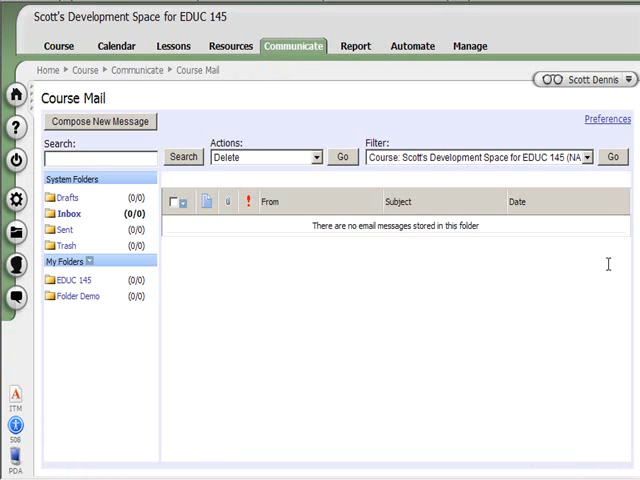 Scott's Development Space for EDUC 145
Course Calendar Lessons Resources Communicate Report Automate Manage
Home Course Communicate Course Mail
Scott Dennis
Course Mail
Compose New Message
Preferences
Search:
Actions:
Filter:
Search
Delete
Go
Course: Scott's Development Space for EDUC 145 (NA
Go
System Folders
Drafts (0/0)
Inbox (0/0)
Sent (0/0)
Trash (0/0)
My Folders
EDUC 145 (0/0)
Folder Demo (0/0)
From Subject Date
There are no email messages stored in this folder
ITM
508
PDA